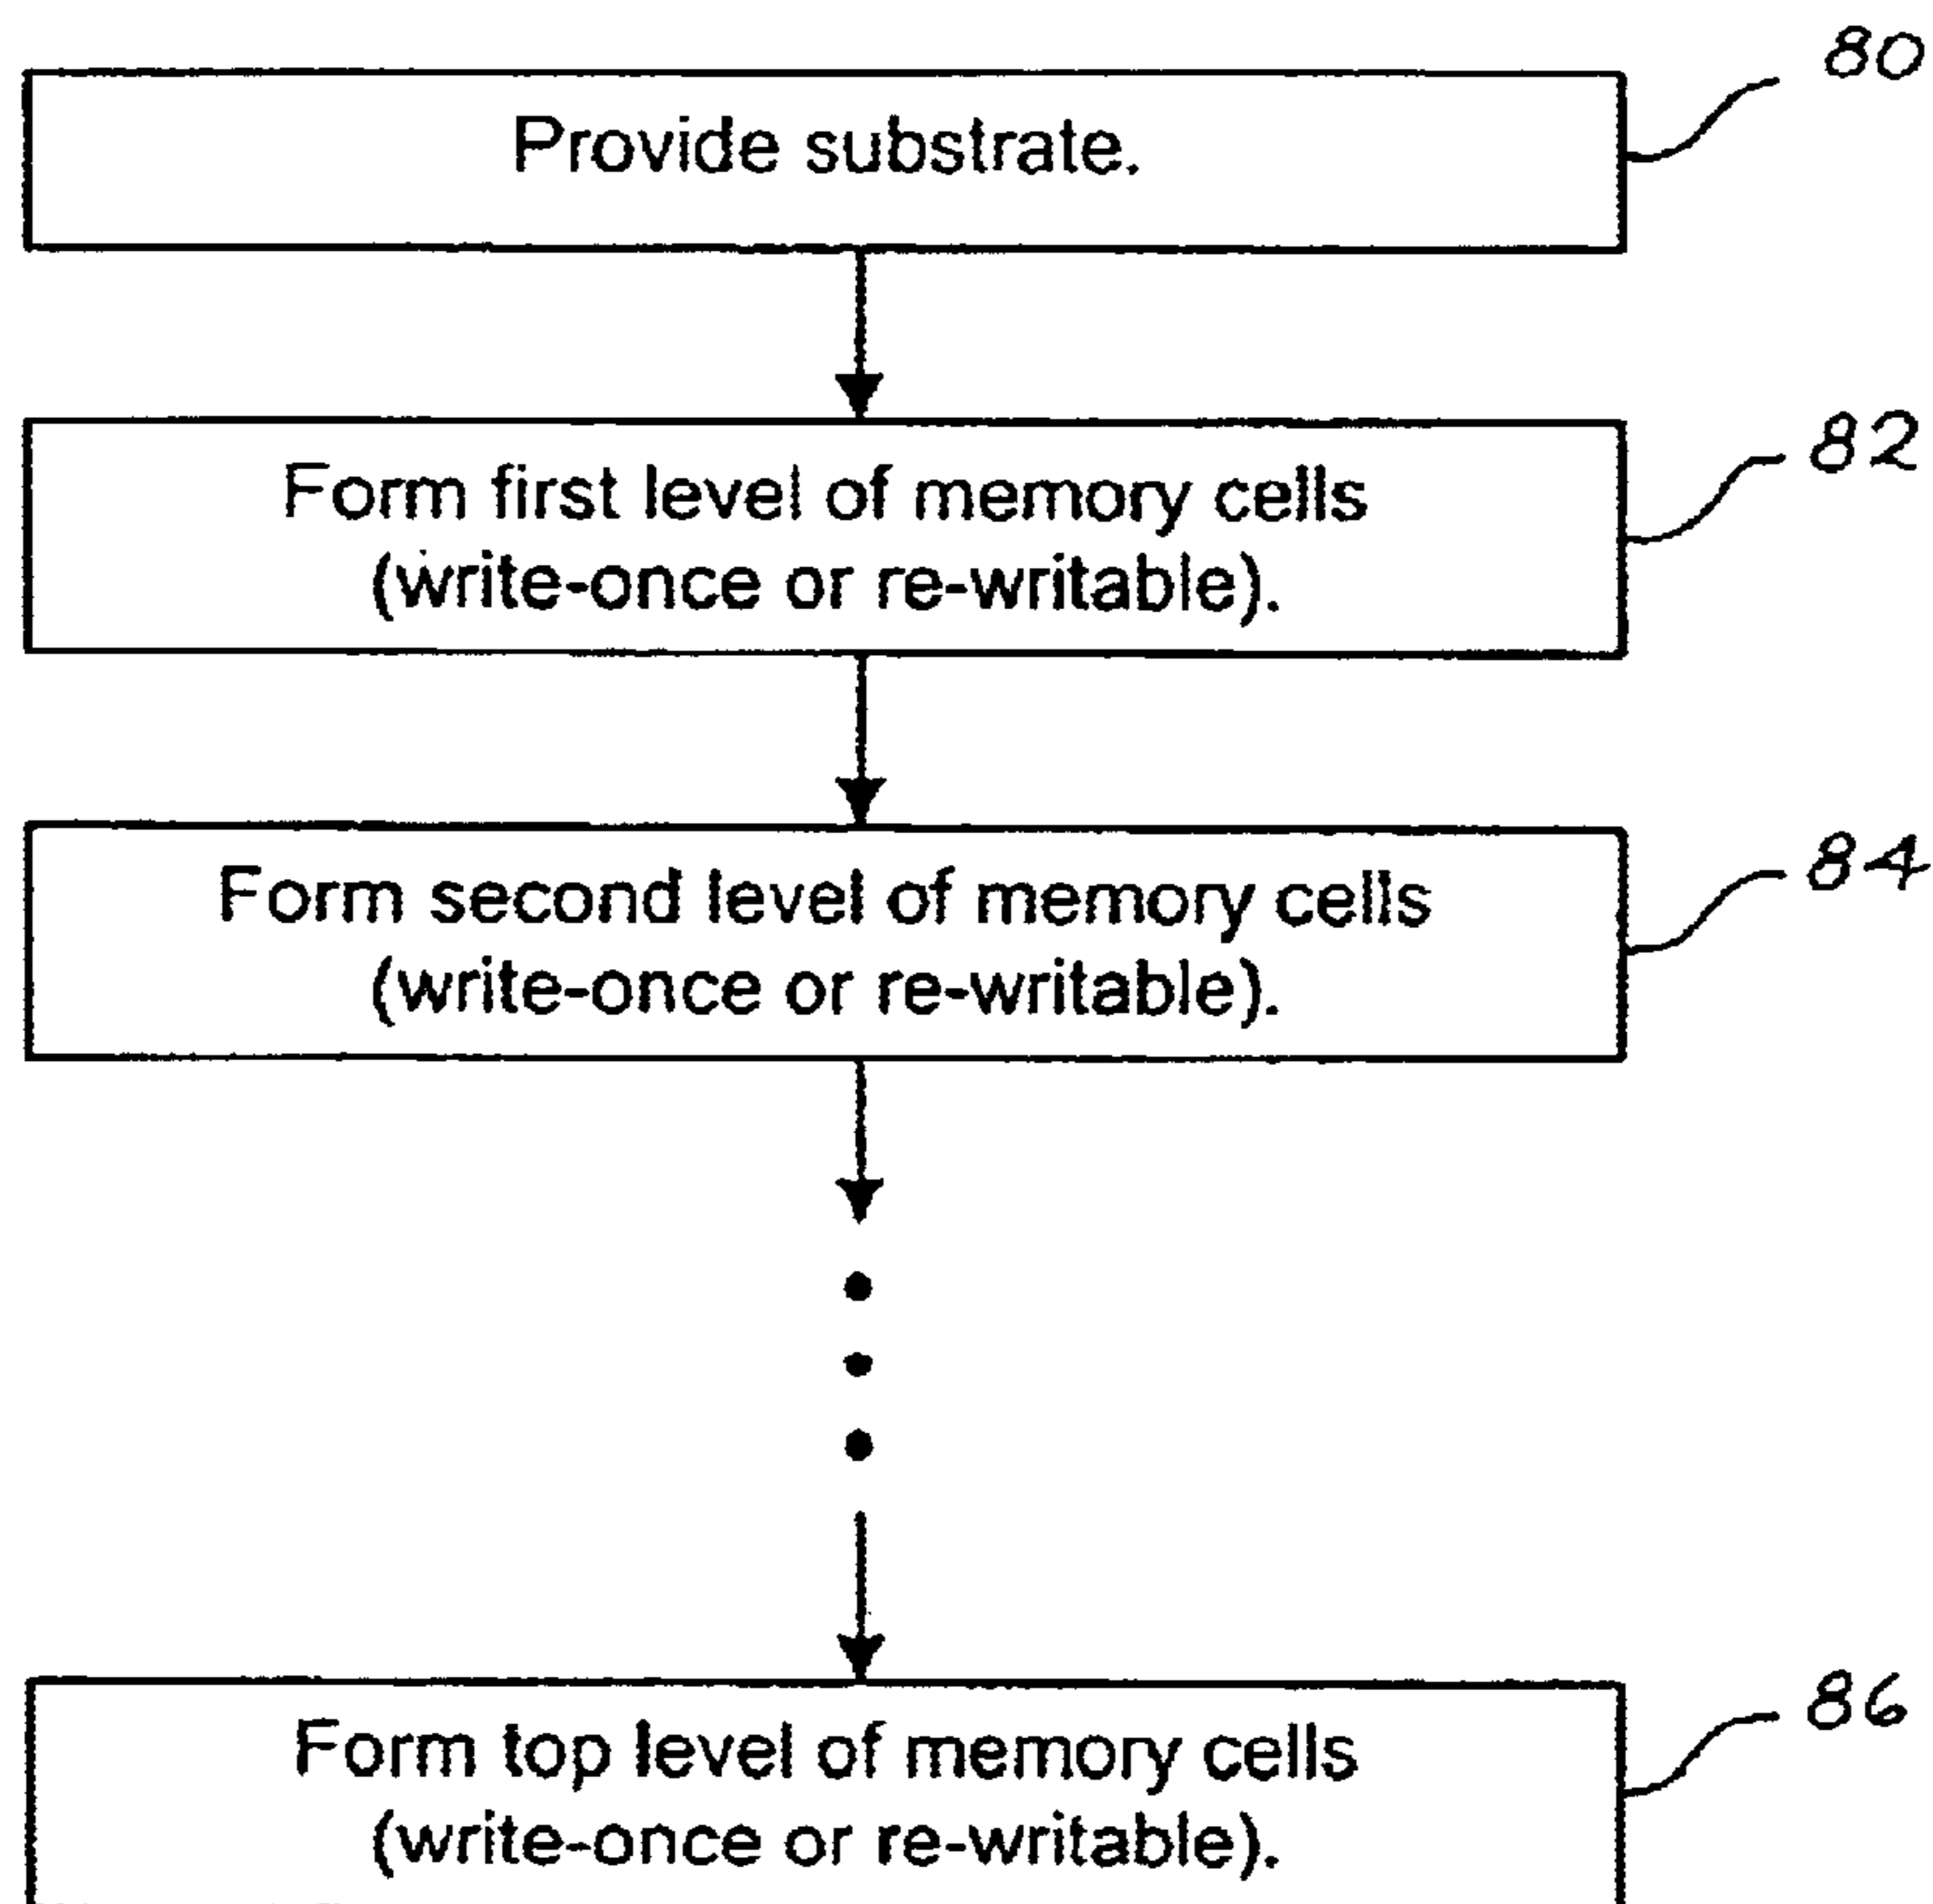 80
Provide substrate.
82
Form first level of memory cells
(write-once or re-writable).
84
Form second level of memory cells
(write-once or re-writable).
86
Form top level of memory cells
(write-once or re-writable).